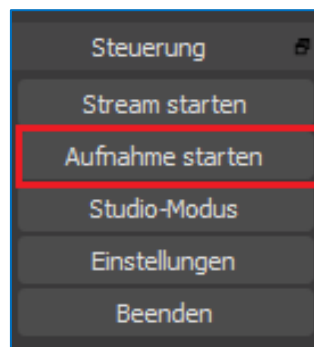 Steuerung
Stream starten
Aufnahme starten
Studio-Modus
Einstellungen
Beenden